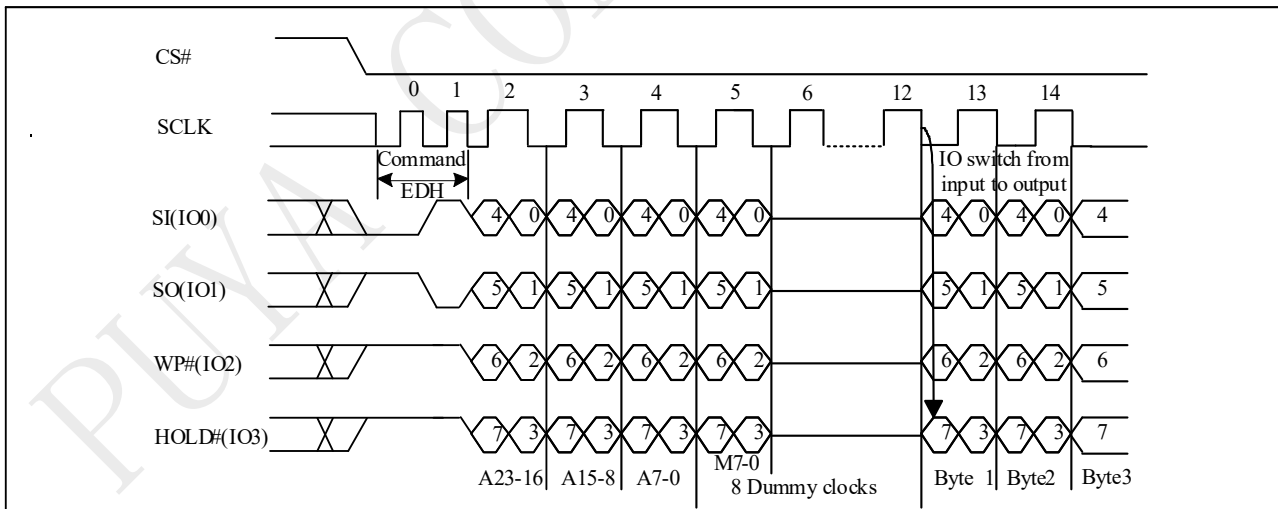 PUYA CON
CS#
0 1 2 3 4 5 6 12 13 14
SCLK
Command
EDH
IO switch from
input to output
SI(IO0)
4 0 4 0 4 0 4 0 4 0 4 0 4
SO(IO1)
5 1 5 1 5 1 5 1 5 1 5 1 5
WP#(IO2)
6 2 6 2 6 2 6 2 6 2 6 2 6
HOLD#(IO3)
7 3 7 3 7 3 7 3 7 3 7 3 7
A23-16 A15-8 A7-0 M7-0
8 Dummy clocks
Byte 1 Byte2 Byte3